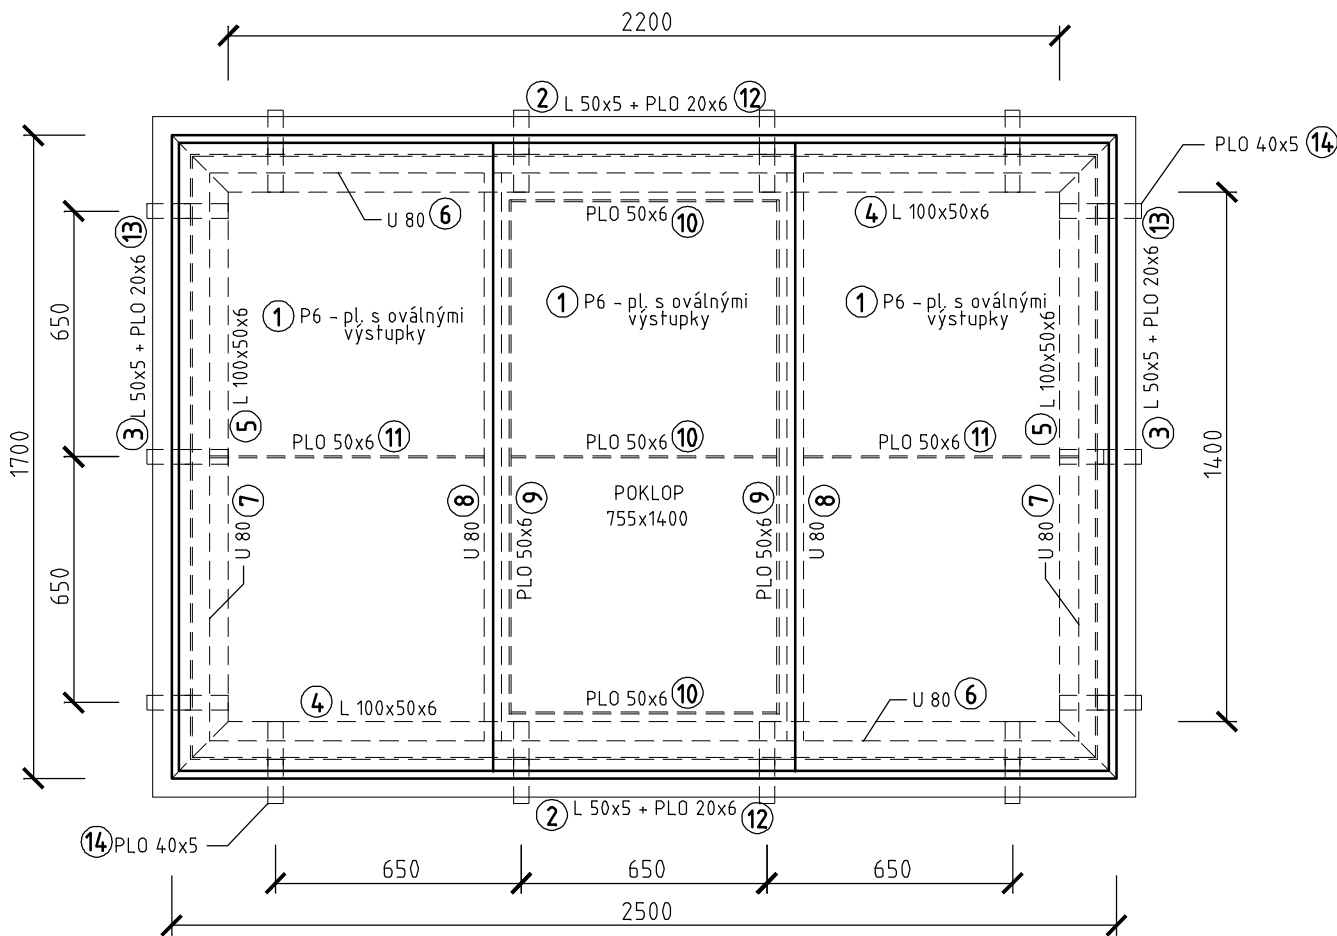 2200
2 L 50x5 + PLO 20x6 12
PLO 40x5 14
U 80 6
PLO 50x6
10
4 L 100x50x6
13
13
L 50x5 + PLO 20x6
3
650
1700
650
1 P6 - pl. s oválnými
výstupky
1 P6 - pl. s oválnými
výstupky
1 P6 - pl. s oválnými
výstupky
L 100x50x6
5
L 100x50x6
5
L 50x5 + PLO 20x6
3
1400
PLO 50x6 11
PLO 50x6 10
PLO 50x6 11
POKLOP
755x1400
U 80 7
U 80 8
PLO 50x6 9
PLO 50x6 9
U 80 8
U 80 7
4 L 100x50x6
PLO 50x6 10
U 80 6
2 L 50x5 + PLO 20x6 12
14 PLO 40x5
650
650
650
2500